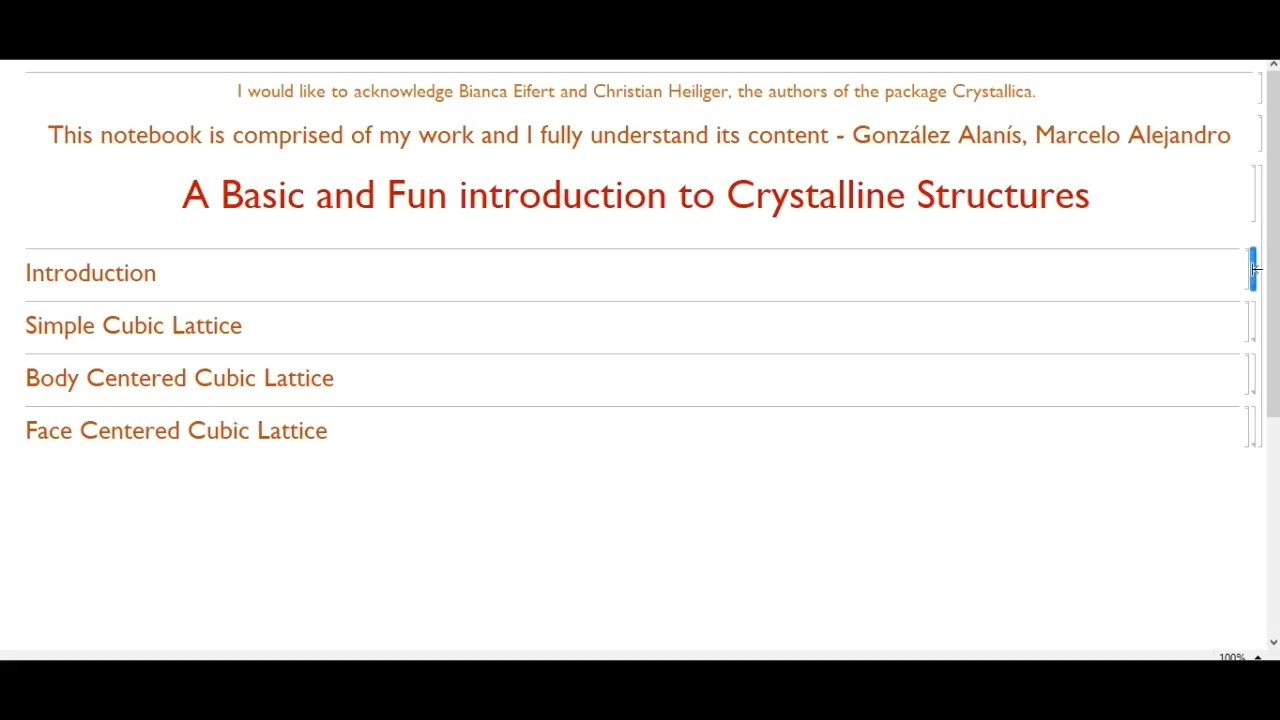 I would like to acknowledge Bianca Eifert and Christian Heiliger, the authors of the package Crystallica.
This notebook is comprised of my work and I fully understand its content - González Alanís, Marcelo Alejandro
A Basic and Fun introduction to Crystalline Structures
Introduction
Simple Cubic Lattice
Body Centered Cubic Lattice
Face Centered Cubic Lattice
100%